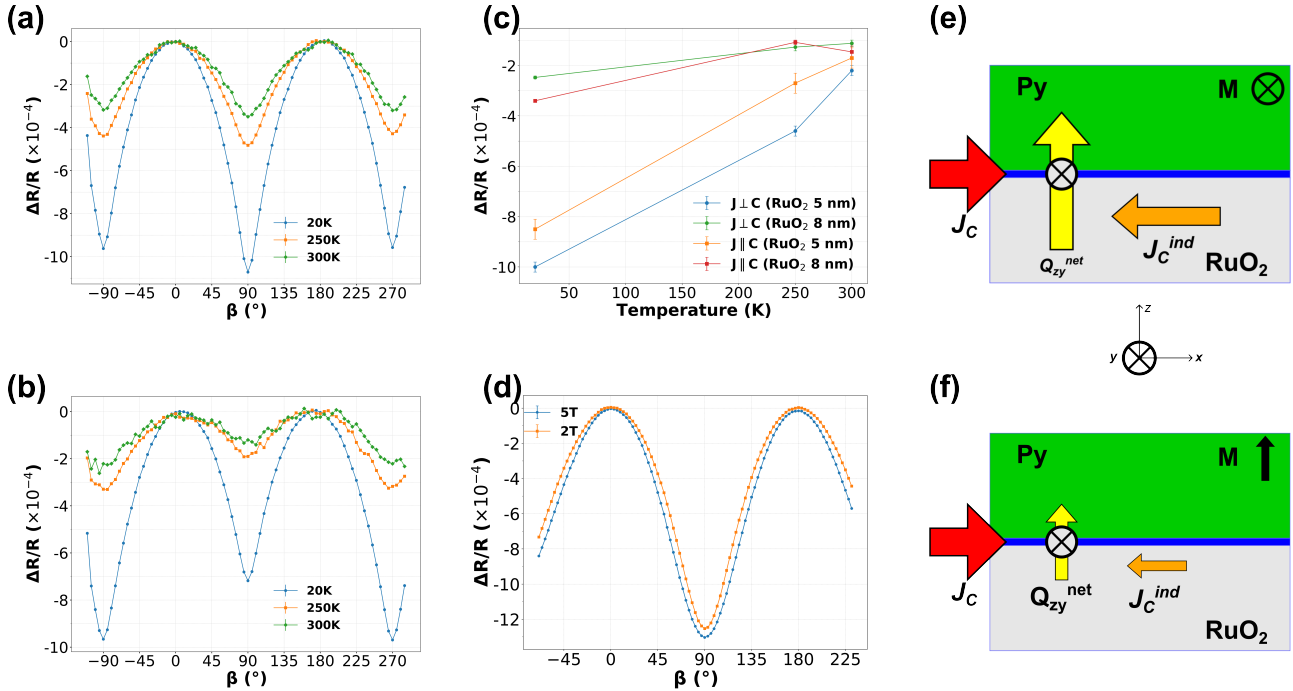 (a)
0
-2
-4
-6
-8
-10
ΔR/R (×10⁻⁴)
20K
250K
300K
−90 −45 0 45 90 135 180 225 270
β (°)
(c)
-2
-4
-6
-8
-10
ΔR/R (×10⁻⁴)
J⊥C (RuO₂ 5 nm)
J⊥C (RuO₂ 8 nm)
J∥C (RuO₂ 5 nm)
J∥C (RuO₂ 8 nm)
50 100 150 200 250 300
Temperature (K)
(e)
Py
M
J_C
Q_zy^net
J_C^ind
RuO₂
z
y
x
(b)
0
-2
-4
-6
-8
-10
ΔR/R (×10⁻⁴)
20K
250K
300K
−90 −45 0 45 90 135 180 225 270
β (°)
(d)
5T
2T
0
-2
-4
-6
-8
-10
-12
ΔR/R (×10⁻⁴)
−45 0 45 90 135 180 225
β (°)
(f)
Py
M
J_C
Q_zy^net
J_C^ind
RuO₂